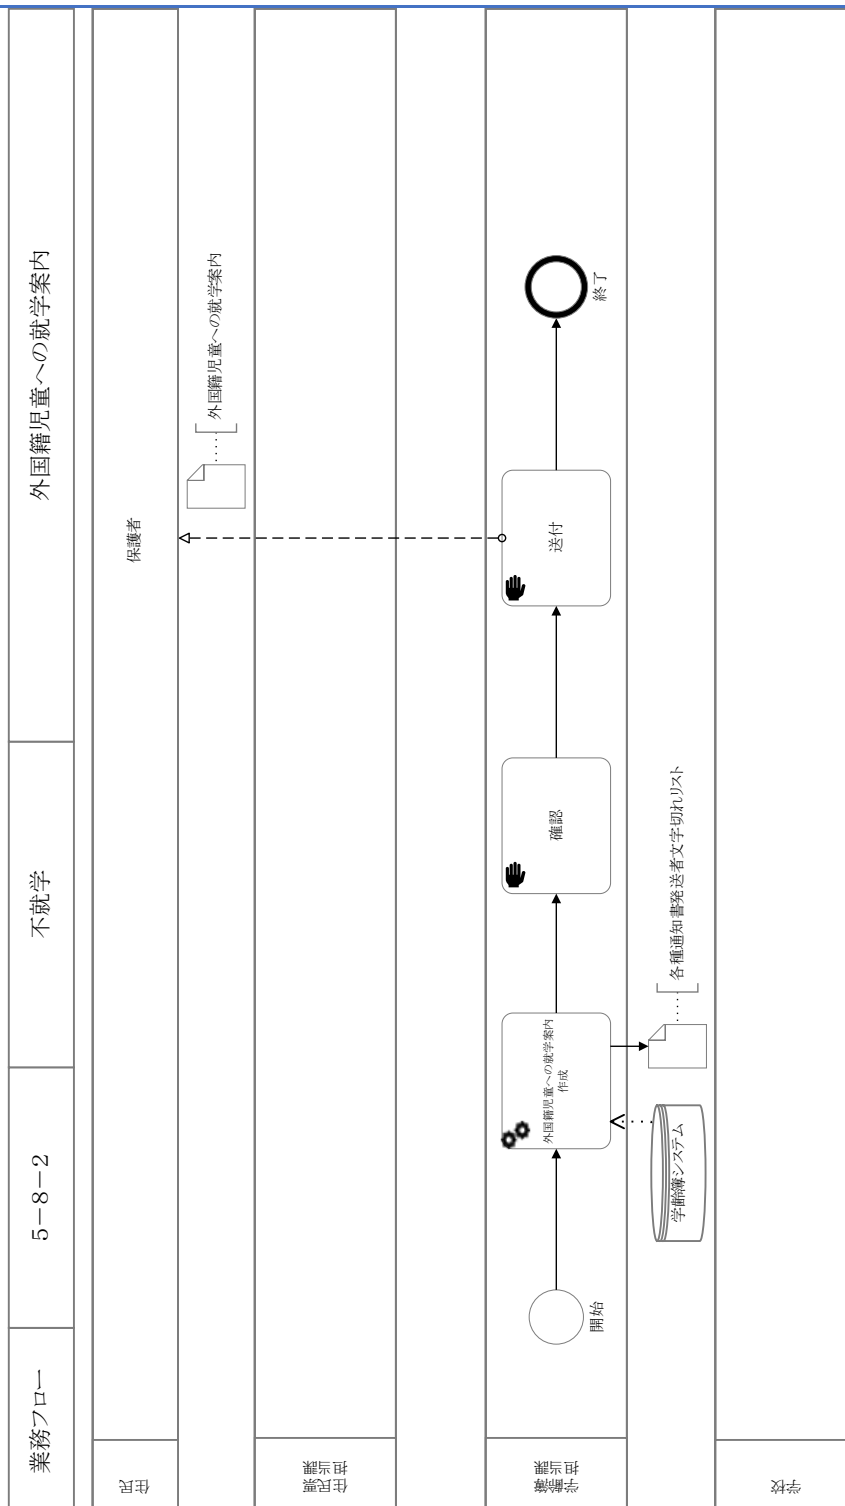 業務フロー
5-8-2
不就学
外国籍児童への就学案内
住民
保護者
外国籍児童への就学案内
住民票
担当課
学齢簿
担当課
開始
外国籍児童への就学案内
作成
確認
送付
終了
学齢簿システム
各種通知書発送者文字切れリスト
学校